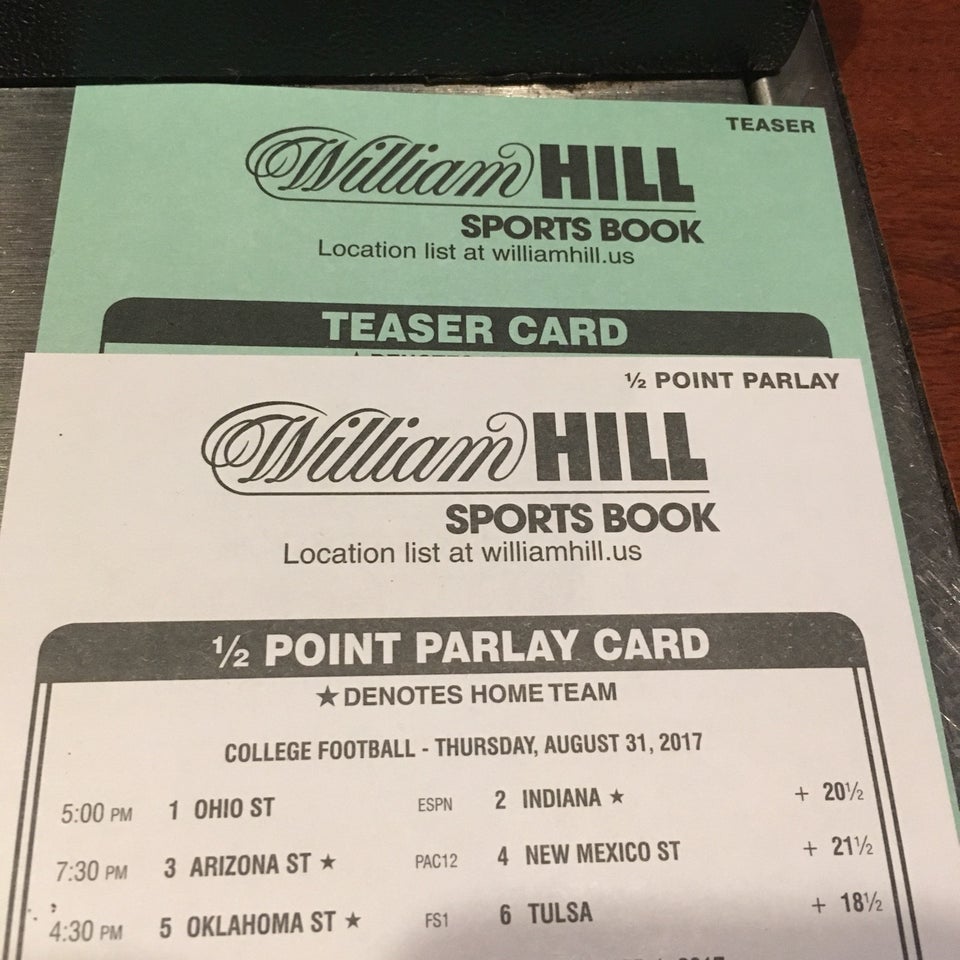 TEASER
William HILL
SPORTS BOOK
Location list at williamhill.us
TEASER CARD
½ POINT PARLAY
William HILL
SPORTS BOOK
Location list at williamhill.us
½ POINT PARLAY CARD
★DENOTES HOME TEAM
COLLEGE FOOTBALL - THURSDAY, AUGUST 31, 2017
5:00 PM 1 OHIO ST ESPN 2 INDIANA ★ + 20½
7:30 PM 3 ARIZONA ST ★ PAC12 4 NEW MEXICO ST + 21½
4:30 PM 5 OKLAHOMA ST ★ FS1 6 TULSA + 18½